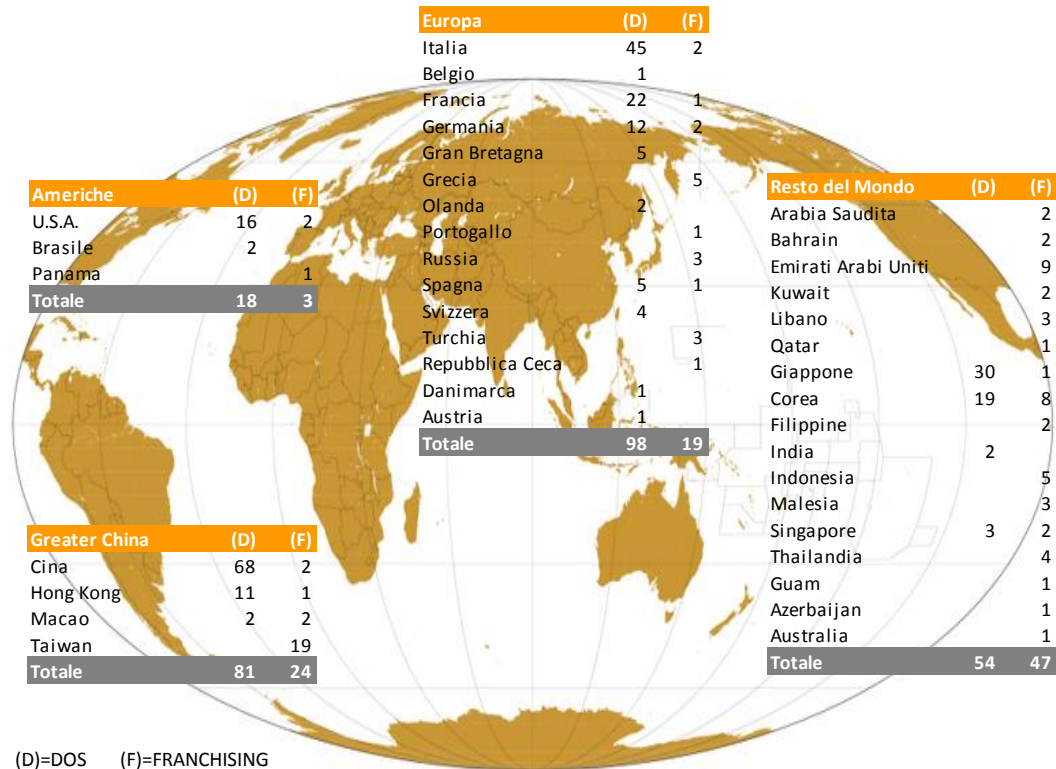 Europa (D) (F)
Italia 45 2
Belgio 1
Francia 22 1
Germania 12 2
Gran Bretagna 5
Grecia 5
Olanda 2
Portogallo 1
Russia 3
Spagna 5 1
Svizzera 4
Turchia 3
Repubblica Ceca 1
Danimarca 1
Austria 1
Totale 98 19
Americhe (D) (F)
U.S.A. 16 2
Brasile 2
Panama 1
Totale 18 3
Resto del Mondo (D) (F)
Arabia Saudita 2
Bahrain 2
Emirati Arabi Uniti 9
Kuwait 2
Libano 3
Qatar 1
Giappone 30 1
Corea 19 8
Filippine 2
India 2
Indonesia 5
Malesia 3
Singapore 3 2
Thailandia 4
Guam 1
Azerbaijan 1
Australia 1
Totale 54 47
Greater China (D) (F)
Cina 68 2
Hong Kong 11 1
Macao 2 2
Taiwan 19
Totale 81 24
(D)=DOS (F)=FRANCHISING